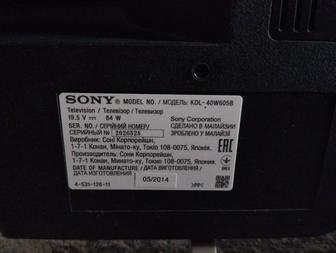 SONY® MODEL NO. / МОДЕЛЬ: KDL-40W605B
Television / Телевізор / Телевизор
19.5 V⎓ 84 W Sony Corporation
SER. NO. / СЕРІЙНИЙ НОМЕР/ СДЕЛАНО В МАЛАЙЗИИ
СЕРИЙНЫЙ № 2026528 ЗРОБЛЕНО У МАЛАЙЗІЇ
Виробник: Соні Корпорейшн,
1-7-1 Конан, Мінато-ку, Токіо 108-0075, Японія.
Производитель: Сони Корпорейшн,
1-7-1 Конан, Минато-ку, Токио 108-0075, Япония. EAC
DATE OF MANUFACTURE / ДАТА ВИГОТОВЛЕННЯ /
ДАТА ИЗГОТОВЛЕНИЯ
05/2014
4-531-126-11 >PP<